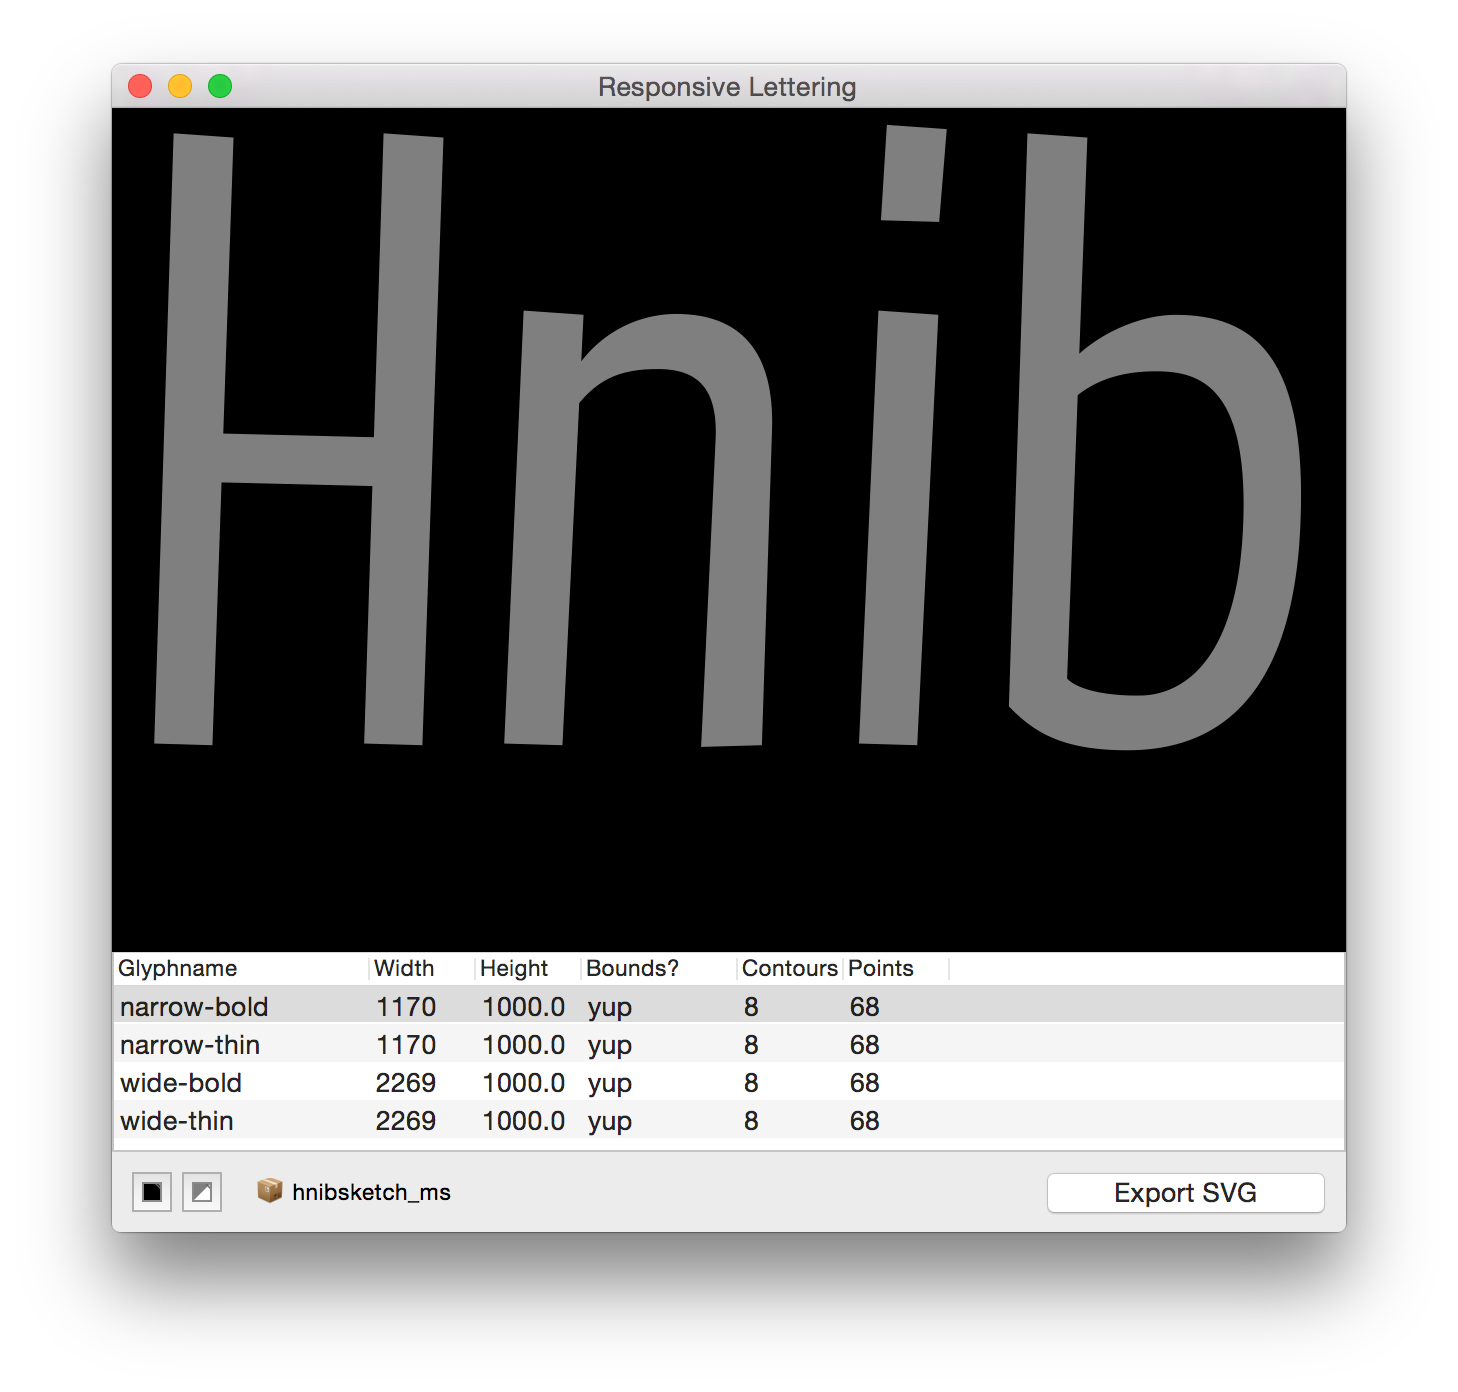 Responsive Lettering
Hnib
Glyphname Width Height Bounds? Contours Points
narrow-bold 1170 1000.0 yup 8 68
narrow-thin 1170 1000.0 yup 8 68
wide-bold 2269 1000.0 yup 8 68
wide-thin 2269 1000.0 yup 8 68
hnibsketch_ms Export SVG